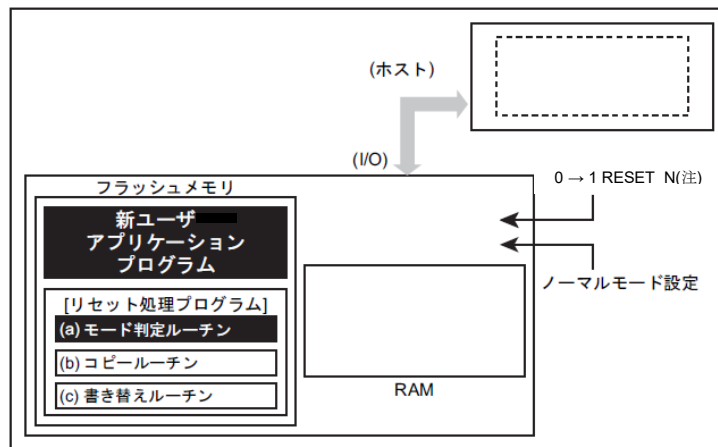 (ホスト)
(I/O)
0 → 1 RESET N(注)
ノーマルモード設定
フラッシュメモリ
新ユーザ
アプリケーション
プログラム
[リセット処理プログラム]
(a) モード判定ルーチン
(b) コピールーチン
(c) 書き替えルーチン
RAM